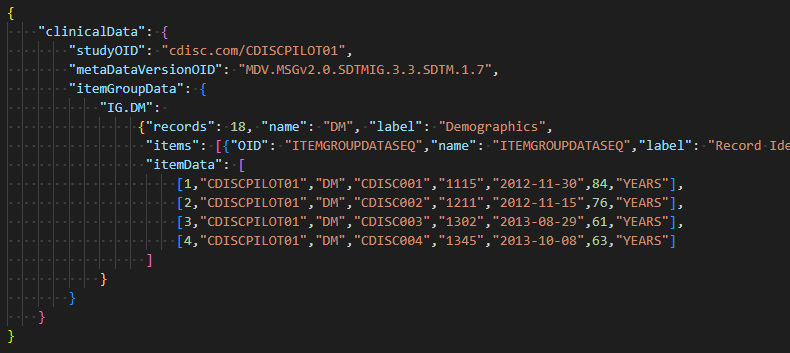 {
"clinicalData": {
"studyOID": "cdisc.com/CDISCPILOT01",
"metaDataVersionOID": "MDV.MSGv2.0.SDTMIG.3.3.SDTM.1.7",
"itemGroupData": {
"IG.DM":
{"records": 18, "name": "DM", "label": "Demographics",
"items": [{"OID": "ITEMGROUPDATASEQ","name": "ITEMGROUPDATASEQ","label": "Record Ide
"itemData": [
[1,"CDISCPILOT01","DM","CDISC001","1115","2012-11-30",84,"YEARS"],
[2,"CDISCPILOT01","DM","CDISC002","1211","2012-11-15",76,"YEARS"],
[3,"CDISCPILOT01","DM","CDISC003","1302","2013-08-29",61,"YEARS"],
[4,"CDISCPILOT01","DM","CDISC004","1345","2013-10-08",63,"YEARS"]
]
}
}
}
}